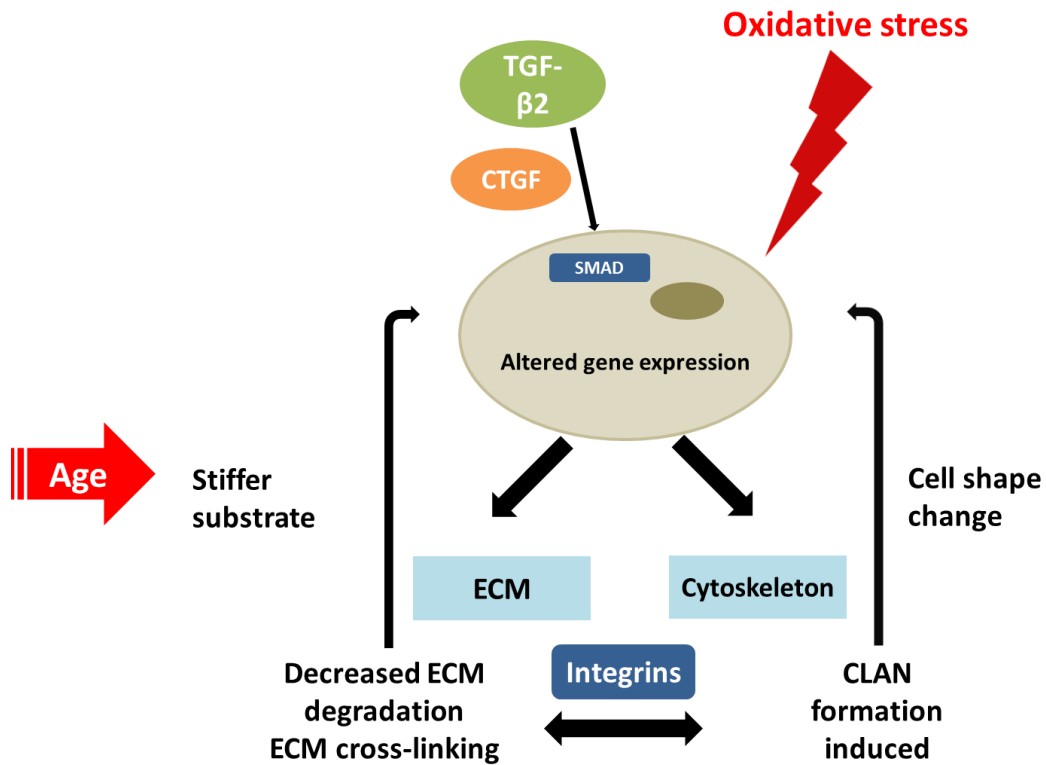 Oxidative stress
TGF-
β2
CTGF
SMAD
Altered gene expression
Age
Stiffer
substrate
Cell shape
change
ECM
Cytoskeleton
Integrins
Decreased ECM
degradation
ECM cross-linking
CLAN
formation
induced